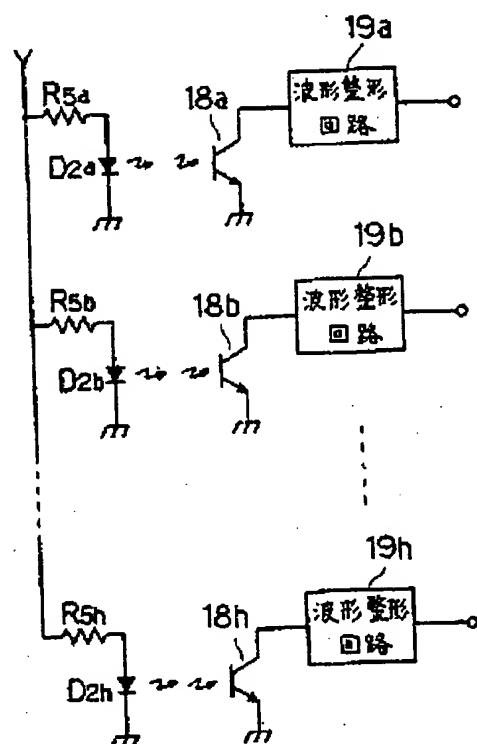 19a
波形整形
回路
R5a
18a
D2a
19b
波形整形
回路
R5b
18b
D2b
19h
波形整形
回路
R5h
18h
D2h